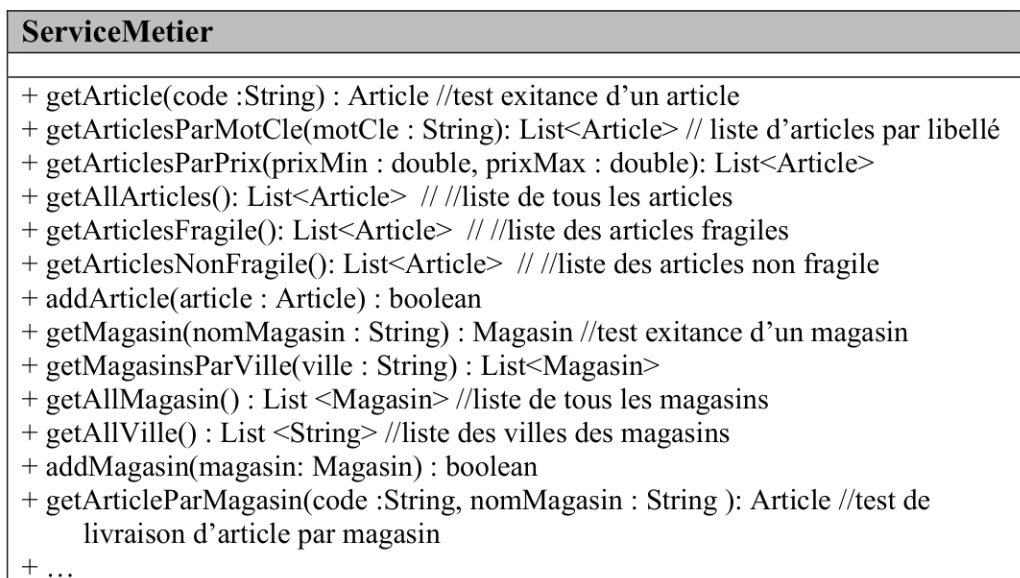 ServiceMetier
+ getArticle(code :String) : Article //test exitance d’un article
+ getArticlesParMotCle(motCle : String): List<Article> // liste d’articles par libellé
+ getArticlesParPrix(prixMin : double, prixMax : double): List<Article>
+ getAllArticles(): List<Article> // //liste de tous les articles
+ getArticlesFragile(): List<Article> // //liste des articles fragiles
+ getArticlesNonFragile(): List<Article> // //liste des articles non fragile
+ addArticle(article : Article) : boolean
+ getMagasin(nomMagasin : String) : Magasin //test exitance d’un magasin
+ getMagasinsParVille(ville : String) : List<Magasin>
+ getAllMagasin() : List <Magasin> //liste de tous les magasins
+ getAllVille() : List <String> //liste des villes des magasins
+ addMagasin(magasin: Magasin) : boolean
+ getArticleParMagasin(code :String, nomMagasin : String ): Article //test de
livraison d’article par magasin
+ …